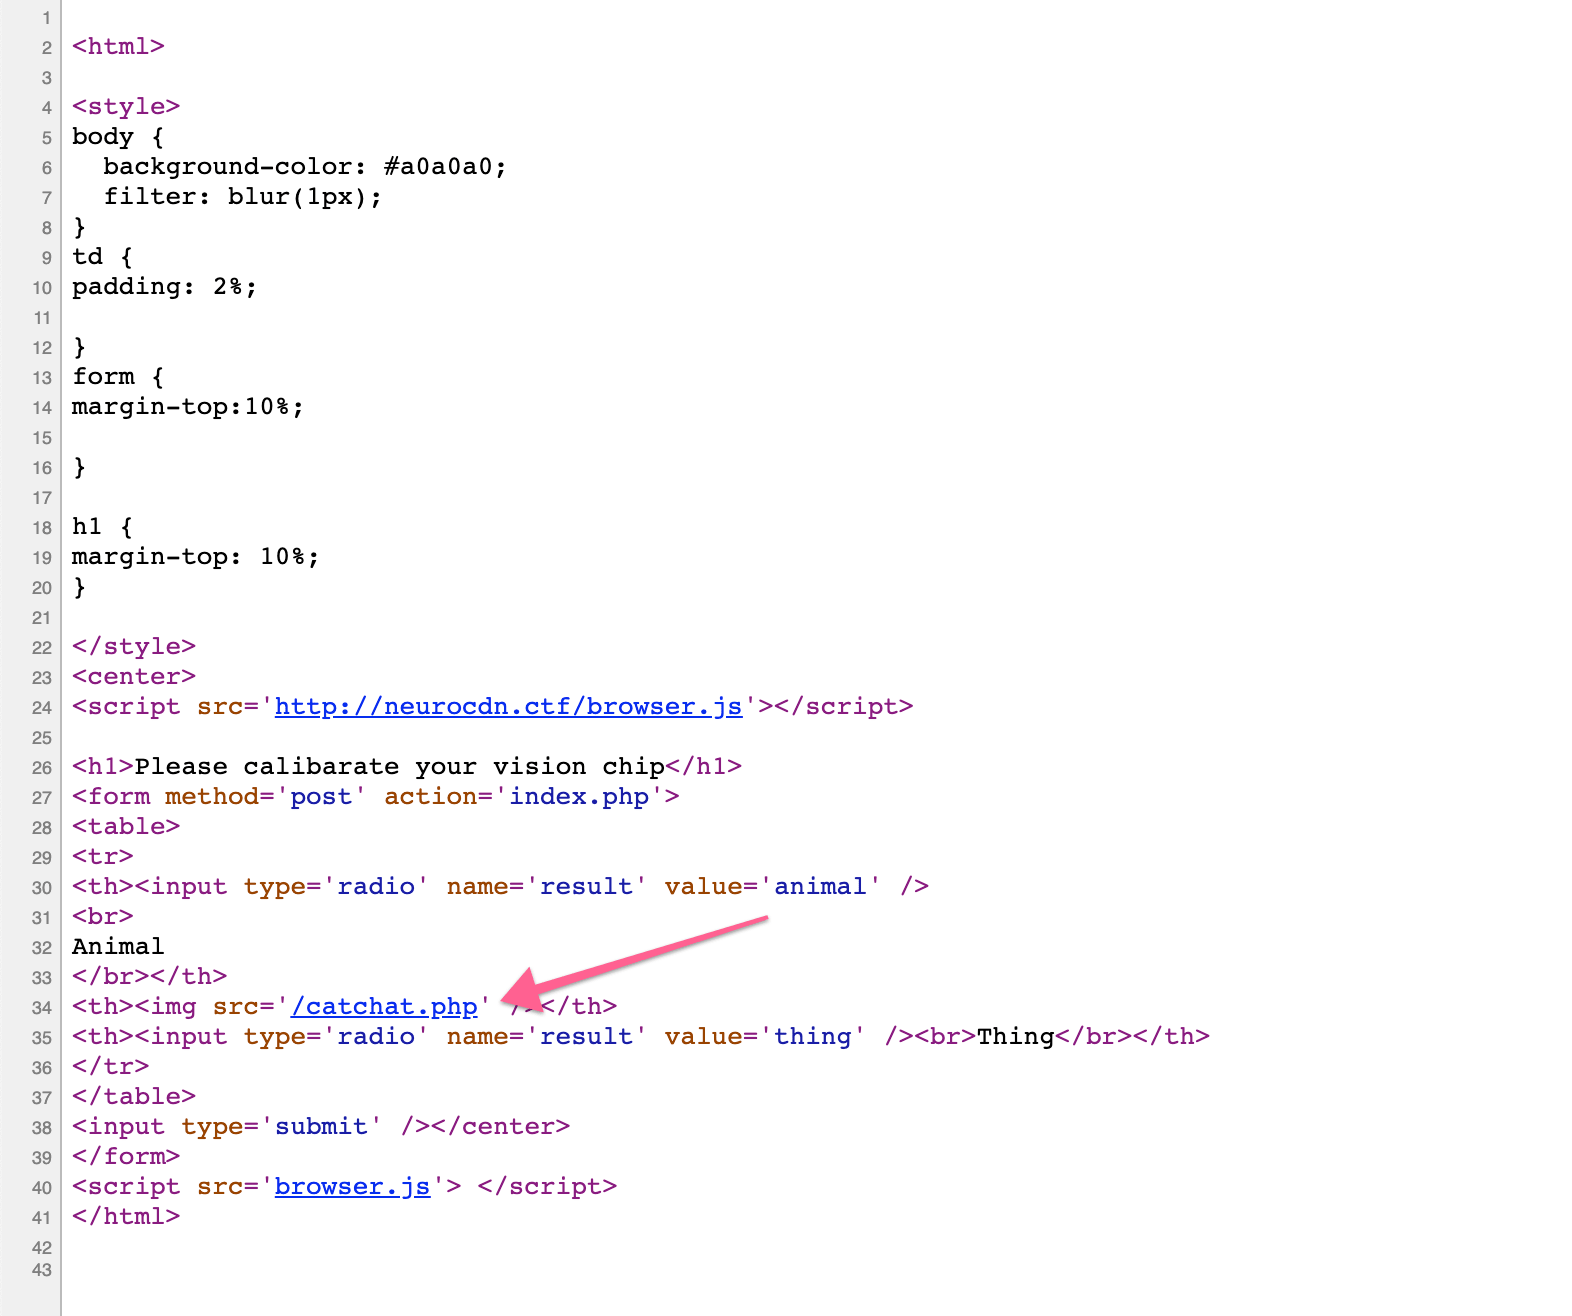 1
2 <html>
3
4 <style>
5 body {
6   background-color: #a0a0a0;
7   filter: blur(1px);
8 }
9 td {
10 padding: 2%;
11
12 }
13 form {
14 margin-top:10%;
15
16 }
17
18 h1 {
19 margin-top: 10%;
20 }
21
22 </style>
23 <center>
24 <script src='http://neurocdn.ctf/browser.js'></script>
25
26 <h1>Please calibarate your vision chip</h1>
27 <form method='post' action='index.php'>
28 <table>
29 <tr>
30 <th><input type='radio' name='result' value='animal' />
31 <br>
32 Animal
33 </br></th>
34 <th><img src='/catchat.php' /></th>
35 <th><input type='radio' name='result' value='thing' /><br>Thing</br></th>
36 </tr>
37 </table>
38 <input type='submit' /></center>
39 </form>
40 <script src='browser.js'> </script>
41 </html>
42
43